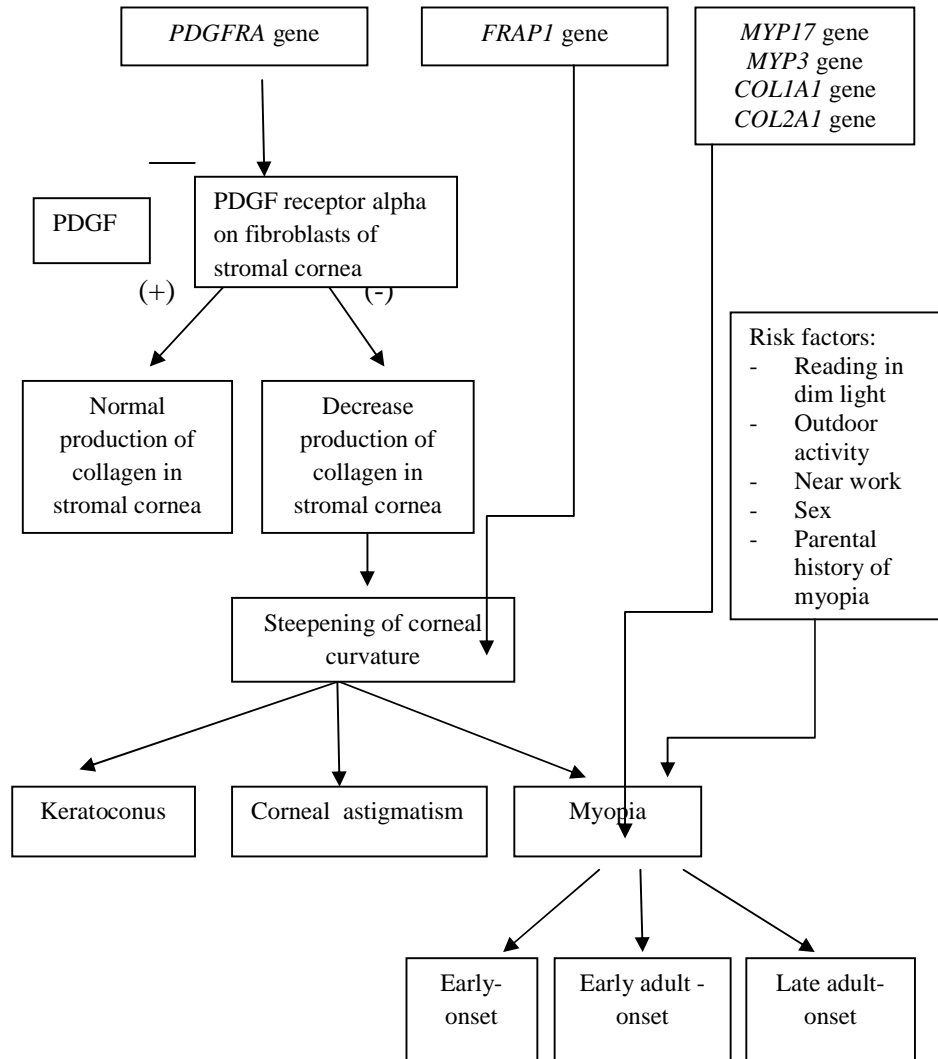 PDGFRA gene
FRAP1 gene
MYP17 gene
MYP3 gene
COL1A1 gene
COL2A1 gene
PDGF
PDGF receptor alpha
on fibroblasts of
stromal cornea
(+)
(-)
Risk factors:
- Reading in
dim light
- Outdoor
activity
- Near work
- Sex
- Parental
history of
myopia
Normal
production of
collagen in
stromal cornea
Decrease
production of
collagen in
stromal cornea
Steepening of corneal
curvature
Keratoconus
Corneal astigmatism
Myopia
Early-
onset
Early adult -
onset
Late adult-
onset